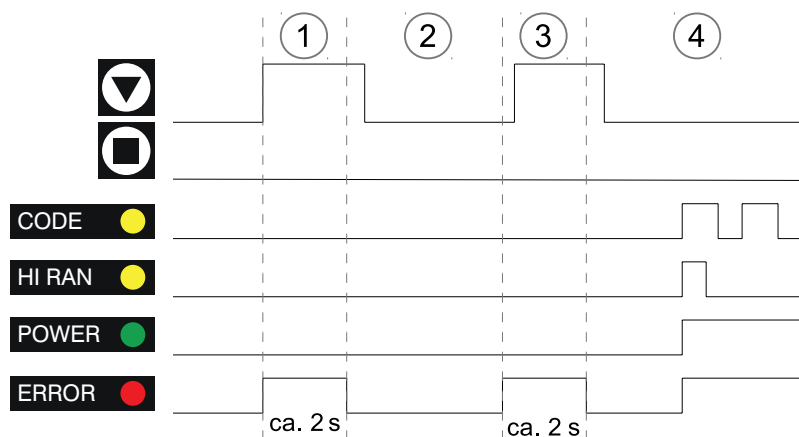 1 2 3 4
CODE
HI RAN
POWER
ERROR
ca. 2 s ca. 2 s